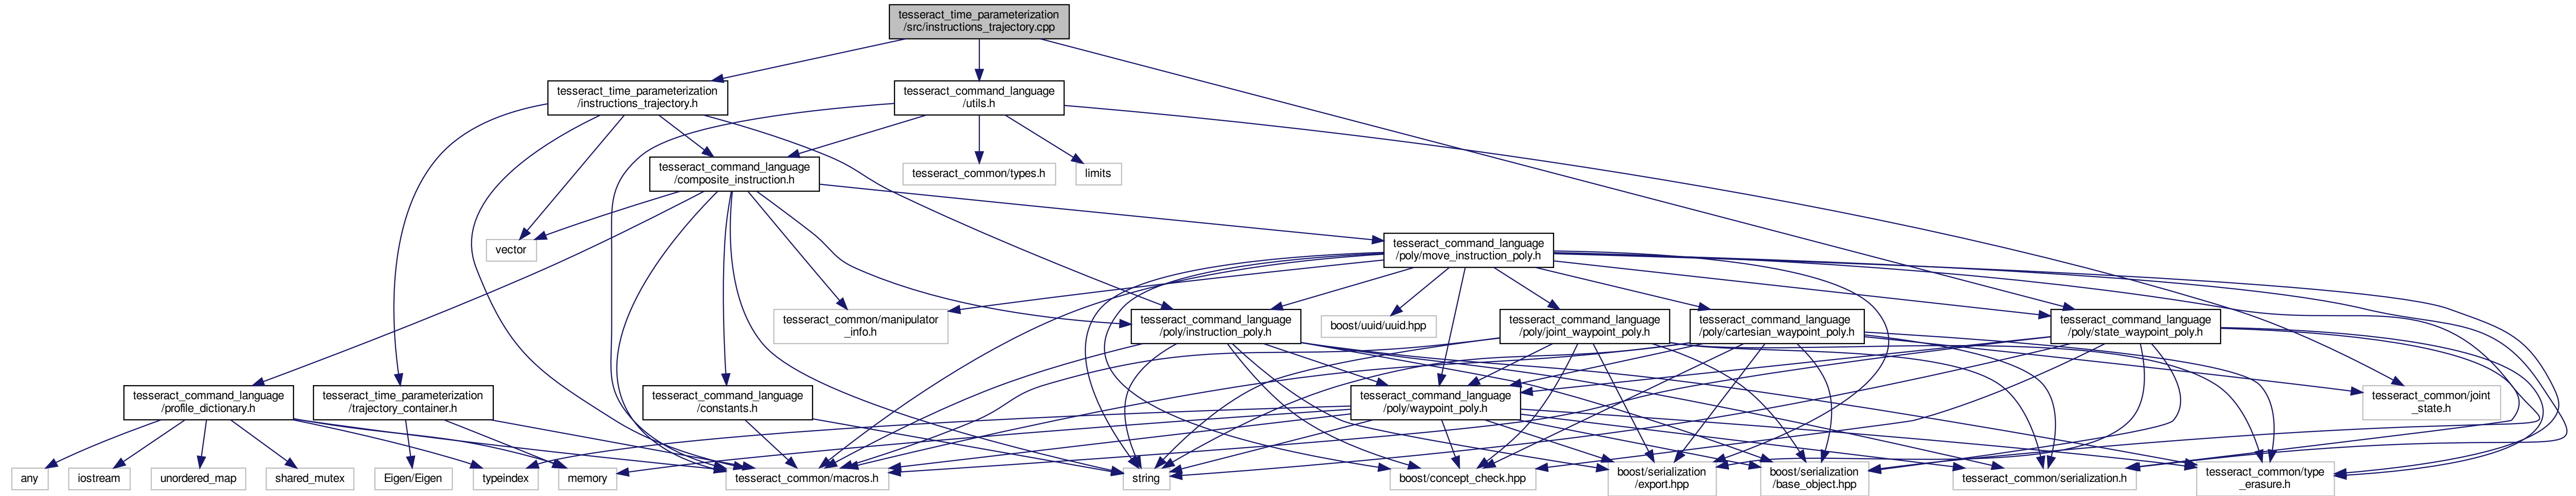 tesseract_time_parameterization
/src/instructions_trajectory.cpp
tesseract_time_parameterization
/instructions_trajectory.h
tesseract_command_language
/utils.h
tesseract_command_language
/composite_instruction.h
tesseract_common/types.h
limits
vector
tesseract_command_language
/poly/move_instruction_poly.h
tesseract_common/manipulator
_info.h
tesseract_command_language
/poly/instruction_poly.h
boost/uuid/uuid.hpp
tesseract_command_language
/poly/joint_waypoint_poly.h
tesseract_command_language
/poly/cartesian_waypoint_poly.h
tesseract_command_language
/poly/state_waypoint_poly.h
tesseract_command_language
/profile_dictionary.h
tesseract_time_parameterization
/trajectory_container.h
tesseract_command_language
/constants.h
tesseract_command_language
/poly/waypoint_poly.h
tesseract_common/joint
_state.h
any
iostream
unordered_map
shared_mutex
Eigen/Eigen
typeindex
memory
tesseract_common/macros.h
string
boost/concept_check.hpp
boost/serialization
/export.hpp
boost/serialization
/base_object.hpp
tesseract_common/serialization.h
tesseract_common/type
_erasure.h